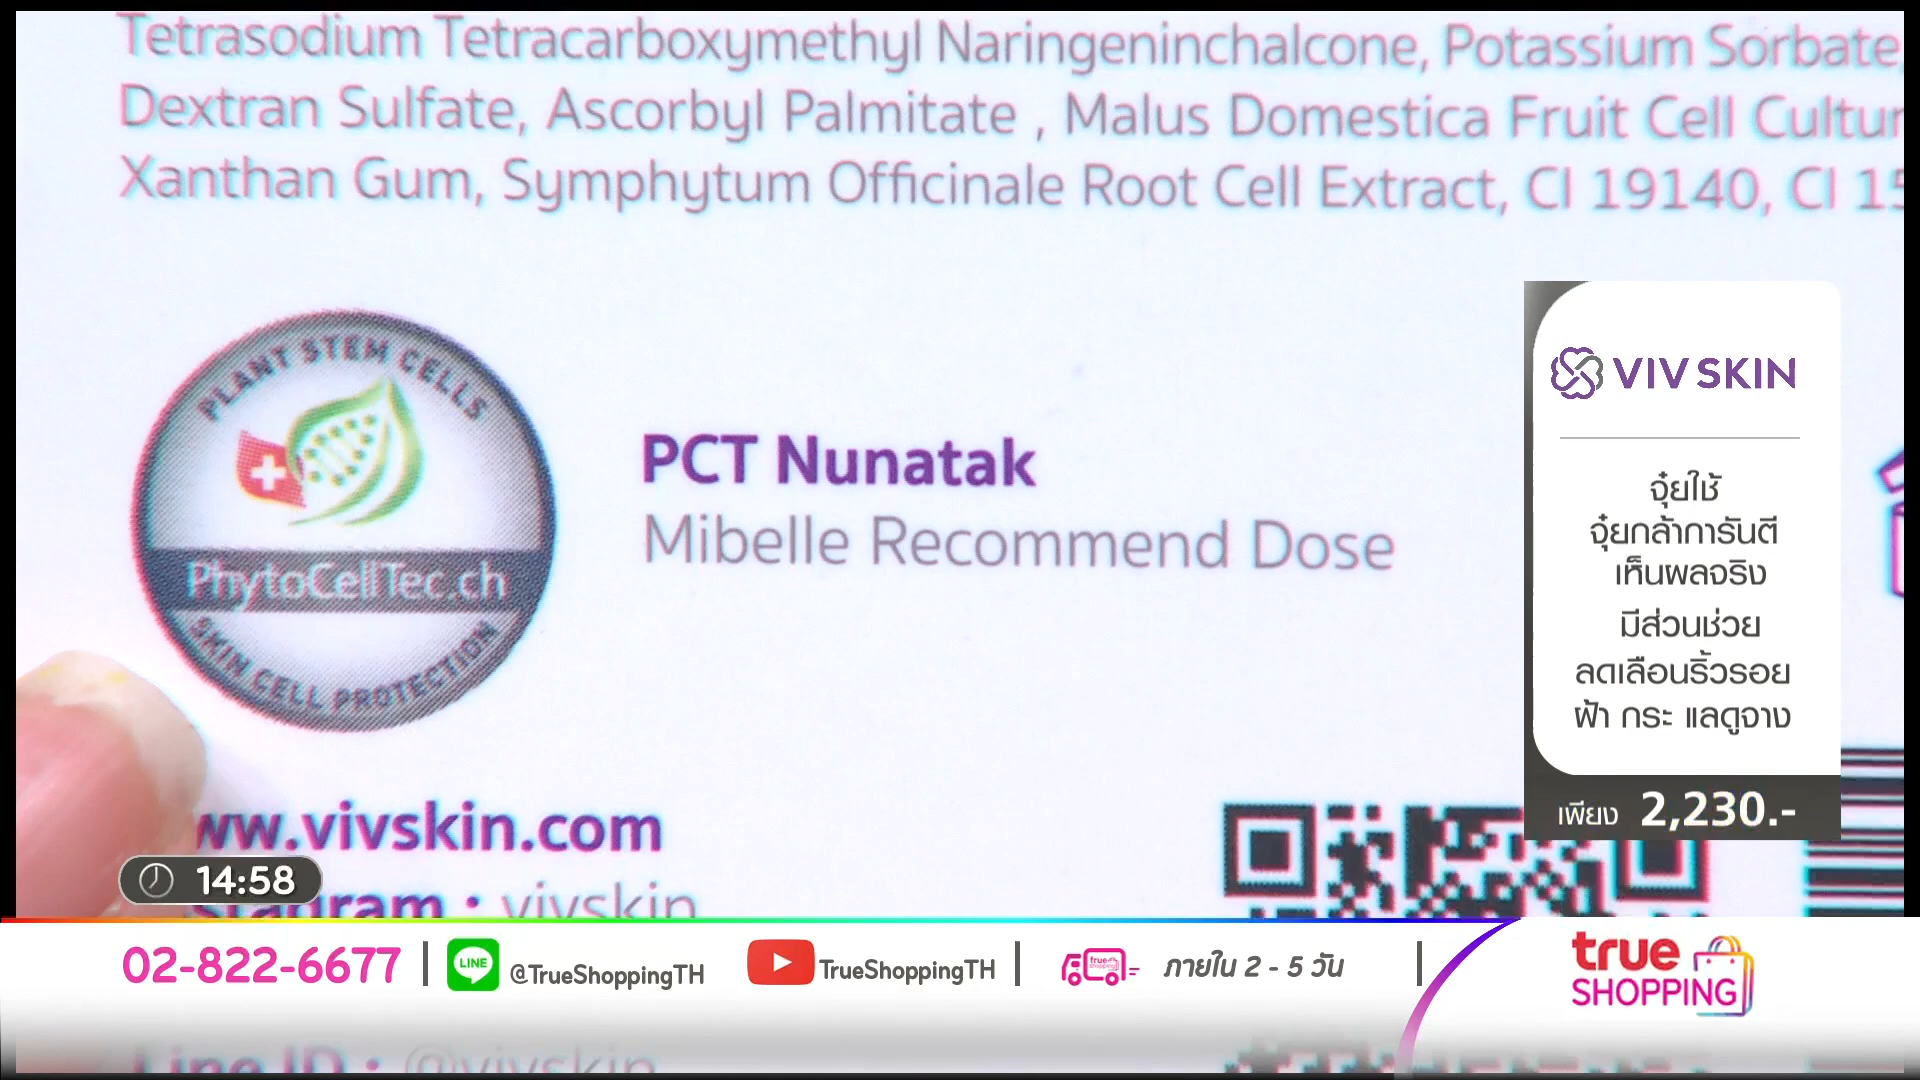 Tetrasodium Tetracarboxymethyl Naringeninchalcone, Potassium Sorbate,
Dextran Sulfate, Ascorbyl Palmitate , Malus Domestica Fruit Cell Cultur
Xanthan Gum, Symphytum Officinale Root Cell Extract, CI 19140, CI 15
PLANT STEM CELLS
PhytoCellTec.ch
SKIN CELL PROTECTION
PCT Nunatak
Mibelle Recommend Dose
VIV SKIN
จุ๋ยใช้
จุ๋ยกล้าการันตี
เห็นผลจริง
มีส่วนช่วย
ลดเลือนริ้วรอย
ฝ้า กระ แลดูจาง
เพียง 2,230.-
ww.vivskin.com
14:58
stagram : vivskin
02-822-6677
LINE
@TrueShoppingTH
TrueShoppingTH
ภายใน 2 - 5 วัน
true
SHOPPING
Line ID : @vivskin